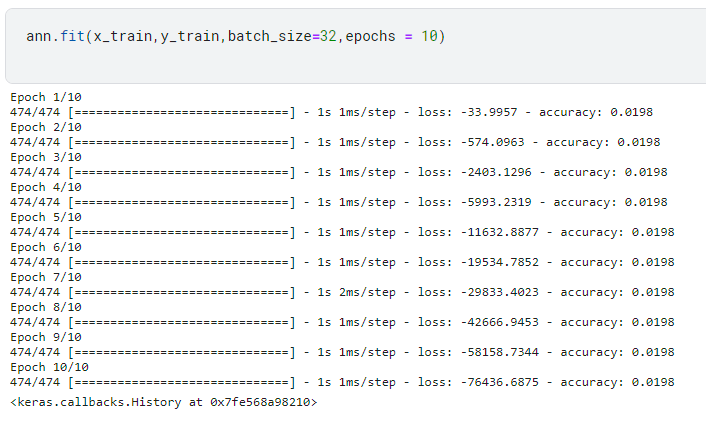 ann.fit(x_train,y_train,batch_size=32,epochs = 10)
Epoch 1/10
474/474 [==============================] - 1s 1ms/step - loss: -33.9957 - accuracy: 0.0198
Epoch 2/10
474/474 [==============================] - 1s 1ms/step - loss: -574.0963 - accuracy: 0.0198
Epoch 3/10
474/474 [==============================] - 1s 1ms/step - loss: -2403.1296 - accuracy: 0.0198
Epoch 4/10
474/474 [==============================] - 1s 1ms/step - loss: -5993.2319 - accuracy: 0.0198
Epoch 5/10
474/474 [==============================] - 1s 1ms/step - loss: -11632.8877 - accuracy: 0.0198
Epoch 6/10
474/474 [==============================] - 1s 1ms/step - loss: -19534.7852 - accuracy: 0.0198
Epoch 7/10
474/474 [==============================] - 1s 2ms/step - loss: -29833.4023 - accuracy: 0.0198
Epoch 8/10
474/474 [==============================] - 1s 1ms/step - loss: -42666.9453 - accuracy: 0.0198
Epoch 9/10
474/474 [==============================] - 1s 1ms/step - loss: -58158.7344 - accuracy: 0.0198
Epoch 10/10
474/474 [==============================] - 1s 1ms/step - loss: -76436.6875 - accuracy: 0.0198
<keras.callbacks.History at 0x7fe568a98210>